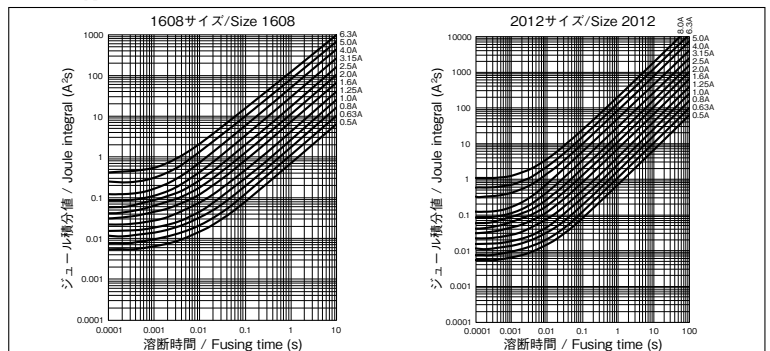 1608サイズ/Size 1608
ジュール積分値 / Joule integral (A²s)
1000
100
10
1
0.1
0.01
0.001
0.0001
0.0001
0.001
0.01
0.1
1
10
溶断時間 / Fusing time (s)
6.3A
5.0A
4.0A
3.15A
2.5A
2.0A
1.6A
1.25A
1.0A
0.8A
0.63A
0.5A
2012サイズ/Size 2012
ジュール積分値 / Joule integral (A²s)
10000
1000
100
10
1
0.1
0.01
0.001
0.0001
0.0001
0.001
0.01
0.1
1
10
100
溶断時間 / Fusing time (s)
8.0A
6.3A
5.0A
4.0A
3.15A
2.5A
2.0A
1.6A
1.25A
1.0A
0.8A
0.63A
0.5A